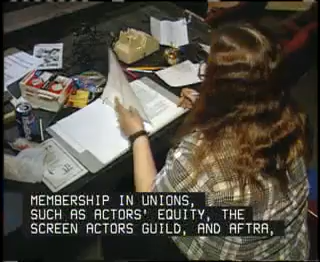 MEMBERSHIP IN UNIONS,
SUCH AS ACTORS' EQUITY, THE
SCREEN ACTORS GUILD, AND AFTRA,